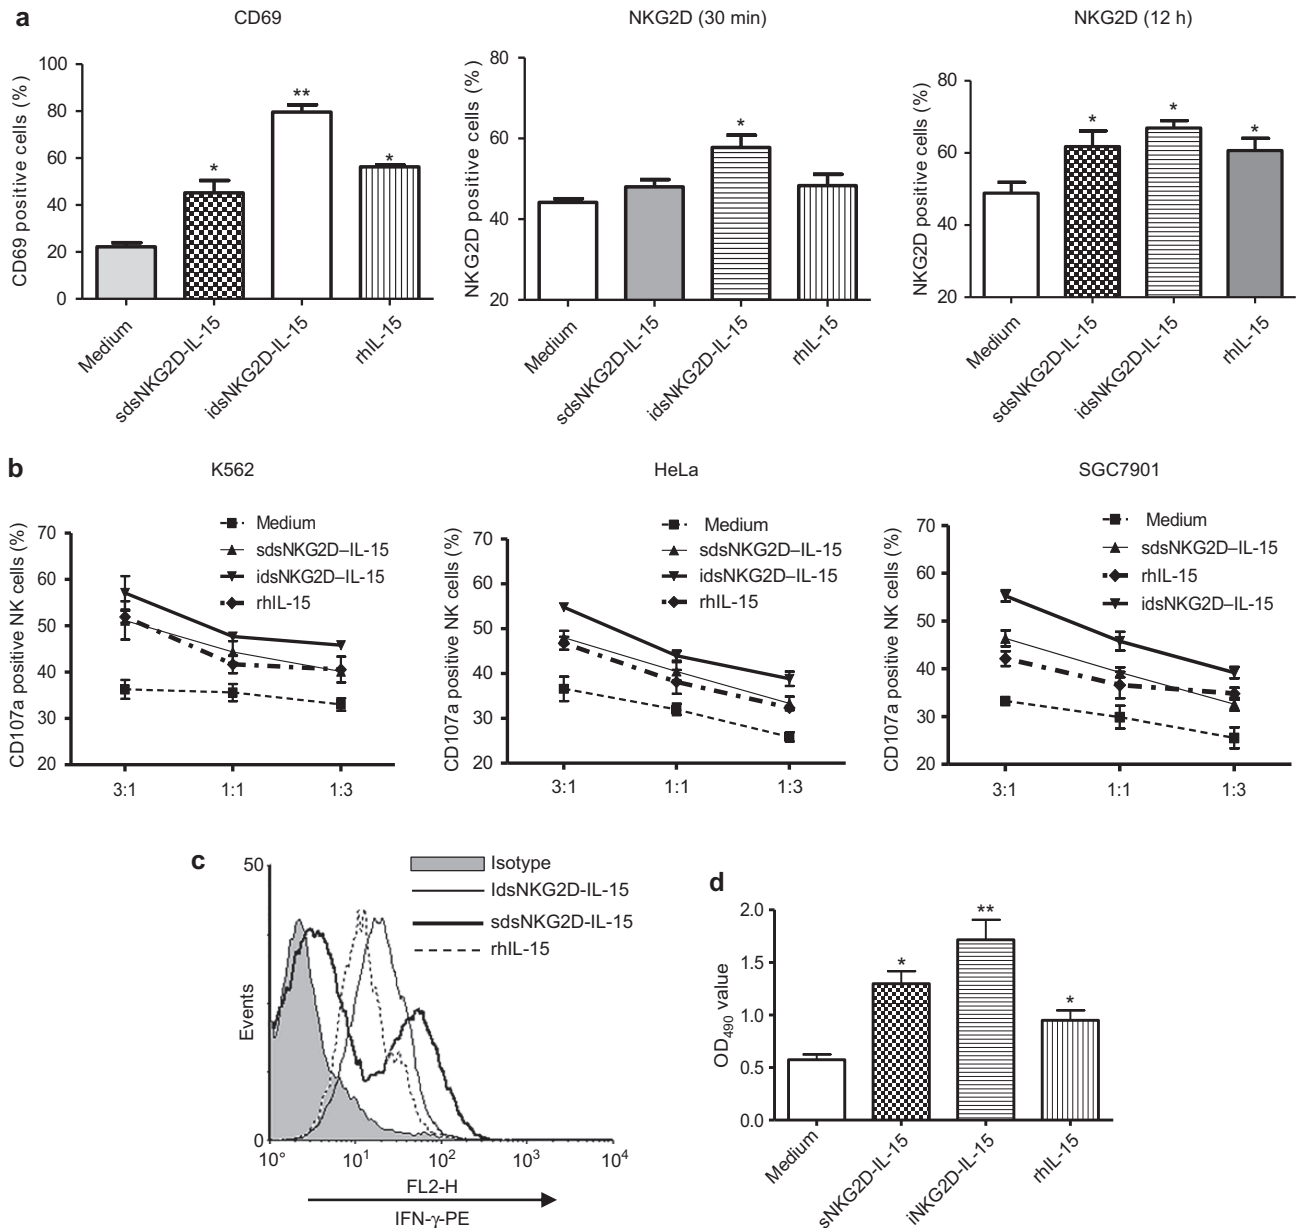 a
CD69
NKG2D (30 min)
NKG2D (12 h)
CD69 positive cells (%)
100
80
60
40
20
0
Medium
sdsNKG2D-IL-15
idsNKG2D-IL-15
rhIL-15
*
**
*
NKG2D positive cells (%)
80
60
40
20
Medium
sdsNKG2D-IL-15
idsNKG2D-IL-15
rhIL-15
*
NKG2D positive cells (%)
80
60
40
20
Medium
sdsNKG2D-IL-15
idsNKG2D-IL-15
rhIL-15
*
*
*
b
K562
HeLa
SGC7901
CD107a positive NK cells (%)
70
60
50
40
30
20
3:1
1:1
1:3
Medium
sdsNKG2D–IL-15
idsNKG2D–IL-15
rhIL-15
CD107a positive NK cells (%)
70
60
50
40
30
20
3:1
1:1
1:3
Medium
sdsNKG2D–IL-15
idsNKG2D–IL-15
rhIL-15
CD107a positive NK cells (%)
70
60
50
40
30
20
3:1
1:1
1:3
Medium
sdsNKG2D–IL-15
rhIL-15
idsNKG2D–IL-15
c
50
0
Events
Isotype
IdsNKG2D-IL-15
sdsNKG2D-IL-15
rhIL-15
10°
10¹
10²
10³
10⁴
FL2-H
IFN-γ-PE
d
OD₄₉₀ value
2.0
1.5
1.0
0.5
0.0
*
**
*
Medium
sNKG2D-IL-15
iNKG2D-IL-15
rhIL-15